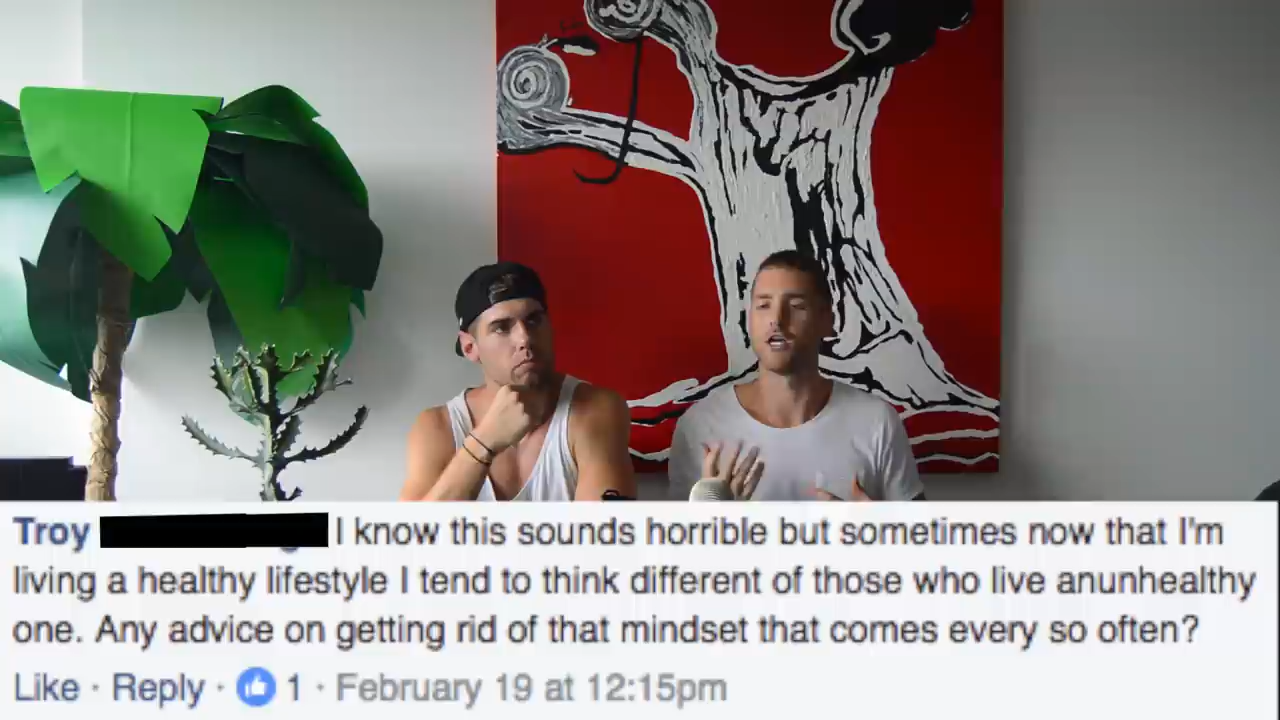 Troy I know this sounds horrible but sometimes now that I'm
living a healthy lifestyle I tend to think different of those who live anunhealthy
one. Any advice on getting rid of that mindset that comes every so often?
Like · Reply · 1 · February 19 at 12:15pm